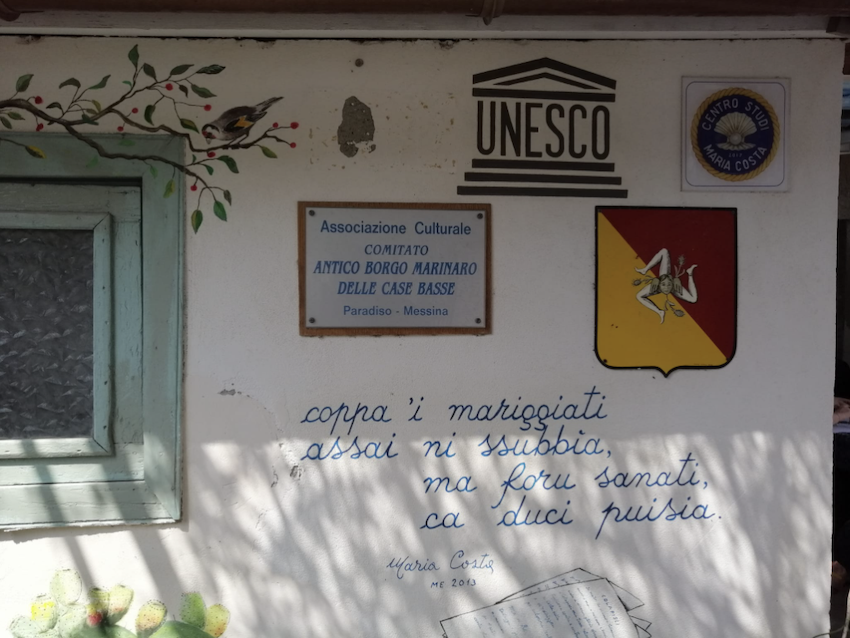 UNESCO
CENTRO STUDI
MARIA COSTA
Associazione Culturale
COMITATO
ANTICO BORGO MARINARO
DELLE CASE BASSE
Paradiso - Messina
coppa 'i mariggiati
assai ni ssubbìa,
ma foru sanati,
ca duci puisia.
Maria Costa
ME 2013